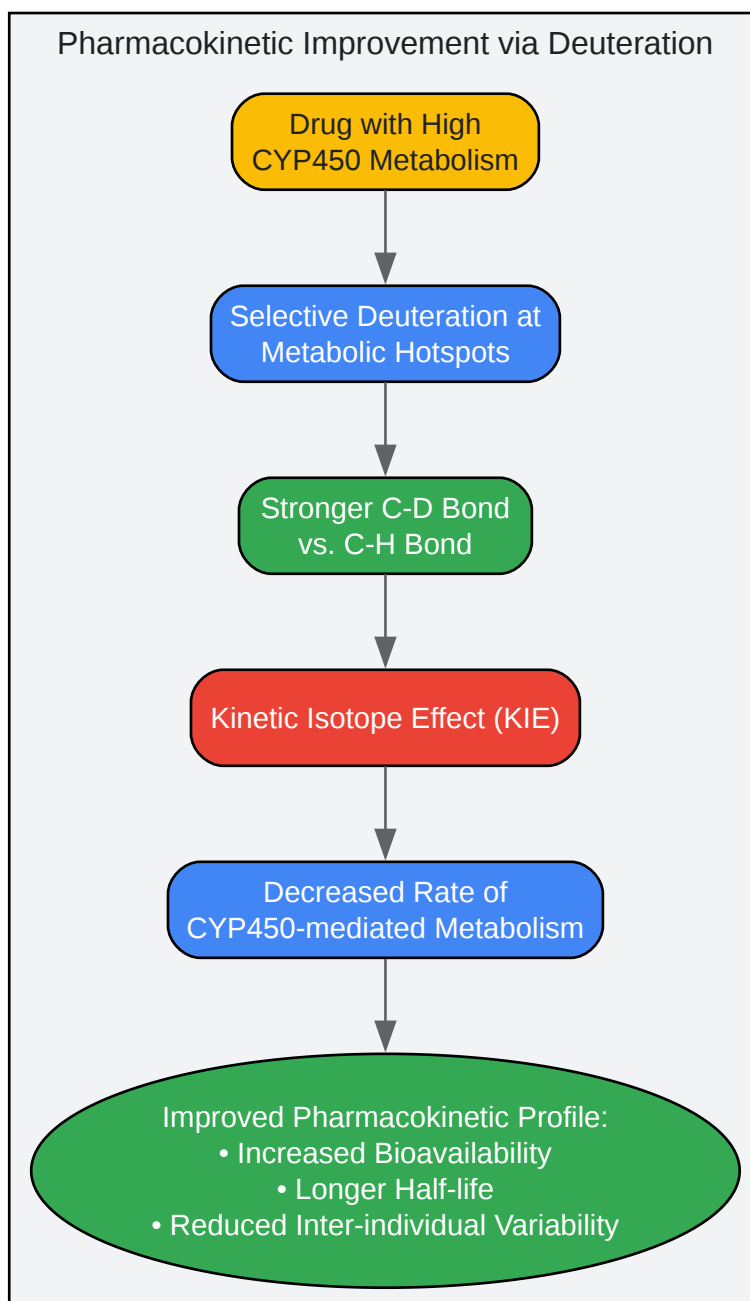 Pharmacokinetic Improvement via Deuteration
Drug with High
CYP450 Metabolism
Selective Deuteration at
Metabolic Hotspots
Stronger C-D Bond
vs. C-H Bond
Kinetic Isotope Effect (KIE)
Decreased Rate of
CYP450-mediated Metabolism
Improved Pharmacokinetic Profile:
• Increased Bioavailability
• Longer Half-life
• Reduced Inter-individual Variability